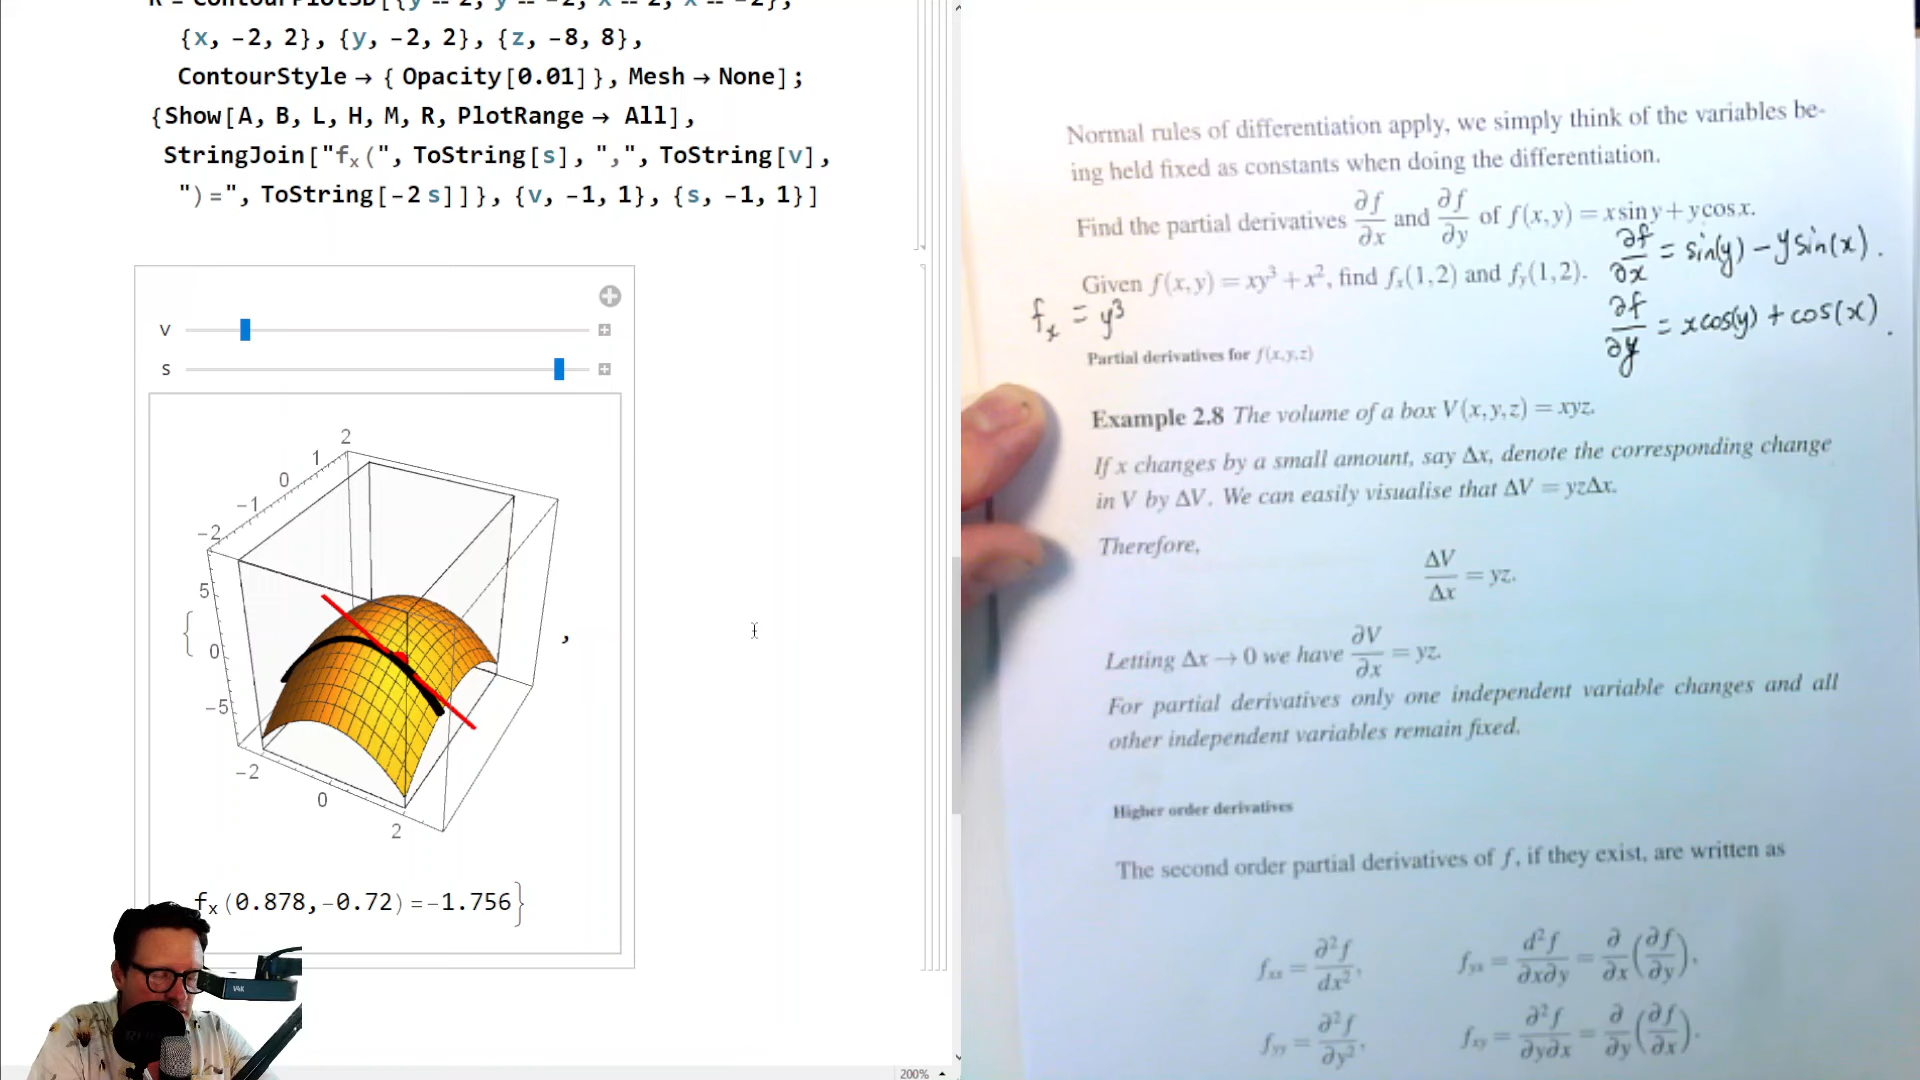 {x, -2, 2}, {y, -2, 2}, {z, -8, 8},
ContourStyle → { Opacity[0.01]}, Mesh → None];
{Show[A, B, L, H, M, R, PlotRange → All],
StringJoin["fx(", ToString[s], ",", ToString[v],
")=", ToString[-2 s]]}, {v, -1, 1}, {s, -1, 1}]
V
S
2
1
0
-1
-2
5
0
-5
-2
0
2
{
,
fx(0.878,-0.72)=-1.756}
VAK
200%
Normal rules of differentiation apply, we simply think of the variables be-
ing held fixed as constants when doing the differentiation.
Find the partial derivatives ∂f/∂x and ∂f/∂y of f(x,y) = x sin y + y cos x.
∂f/∂x = sin(y) - y sin(x).
Given f(x,y) = xy³ + x², find fx(1,2) and fy(1,2).
fx = y³
∂f/∂y = x cos(y) + cos(x).
Partial derivatives for f(x,y,z)
Example 2.8 The volume of a box V(x,y,z) = xyz.
If x changes by a small amount, say Δx, denote the corresponding change
in V by ΔV. We can easily visualise that ΔV = yzΔx.
Therefore,
ΔV/Δx = yz.
Letting Δx → 0 we have ∂V/∂x = yz.
For partial derivatives only one independent variable changes and all
other independent variables remain fixed.
Higher order derivatives
The second order partial derivatives of f, if they exist, are written as
fxx = ∂²f/dx², fyx = d²f/∂x∂y = ∂/∂x(∂f/∂y),
fyy = ∂²f/∂y², fxy = ∂²f/∂y∂x = ∂/∂y(∂f/∂x).